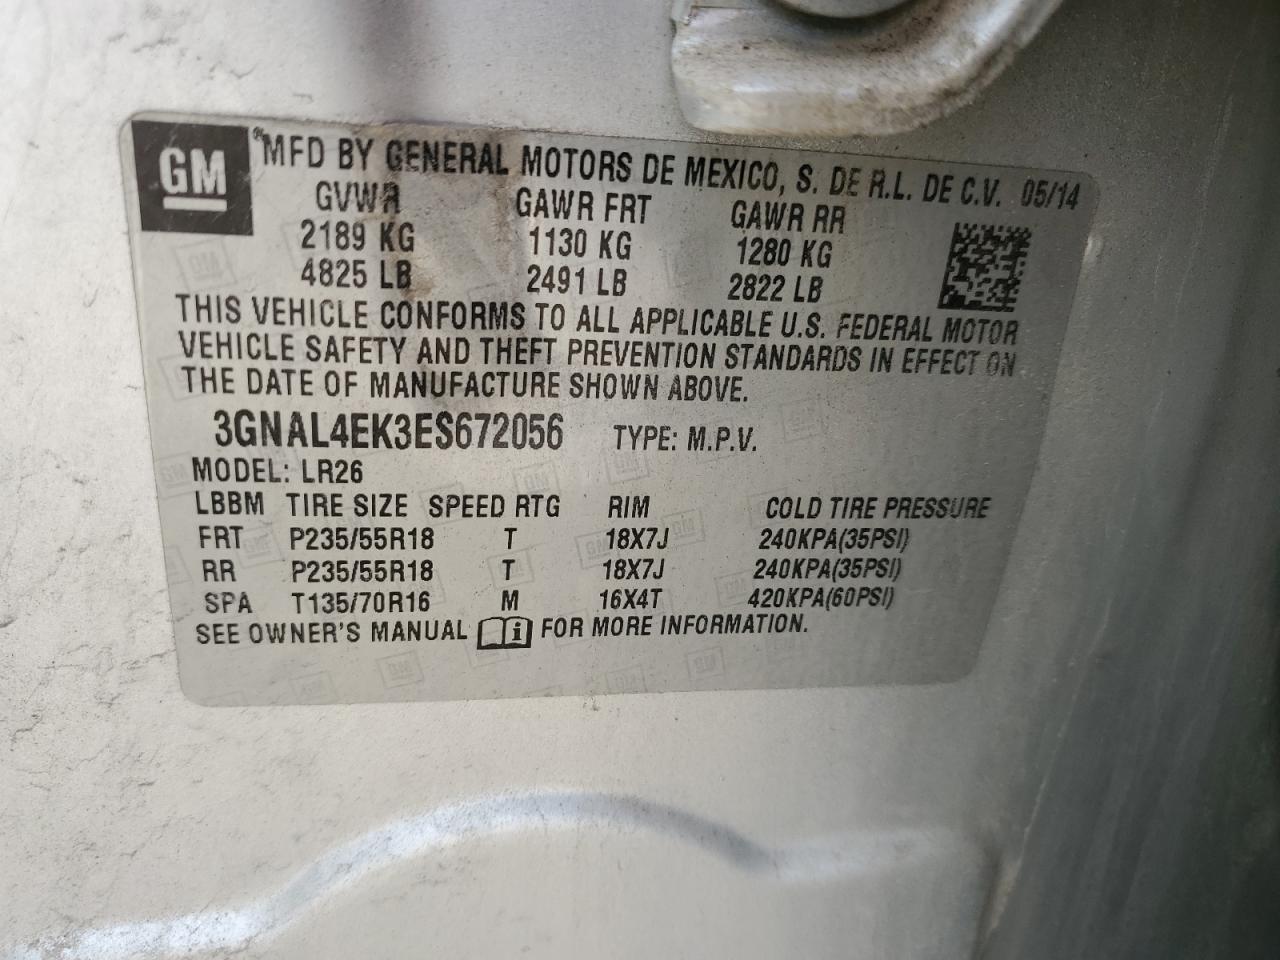 GM
®MFD BY GENERAL MOTORS DE MEXICO, S. DE R.L. DE C.V. 05/14
GVWR GAWR FRT GAWR RR
2189 KG 1130 KG 1280 KG
4825 LB 2491 LB 2822 LB
THIS VEHICLE CONFORMS TO ALL APPLICABLE U.S. FEDERAL MOTOR
VEHICLE SAFETY AND THEFT PREVENTION STANDARDS IN EFFECT ON
THE DATE OF MANUFACTURE SHOWN ABOVE.
3GNAL4EK3ES672056 TYPE: M.P.V.
MODEL: LR26
LBBM TIRE SIZE SPEED RTG RIM COLD TIRE PRESSURE
FRT P235/55R18 T 18X7J 240KPA(35PSI)
RR P235/55R18 T 18X7J 240KPA(35PSI)
SPA T135/70R16 M 16X4T 420KPA(60PSI)
SEE OWNER'S MANUAL i FOR MORE INFORMATION.